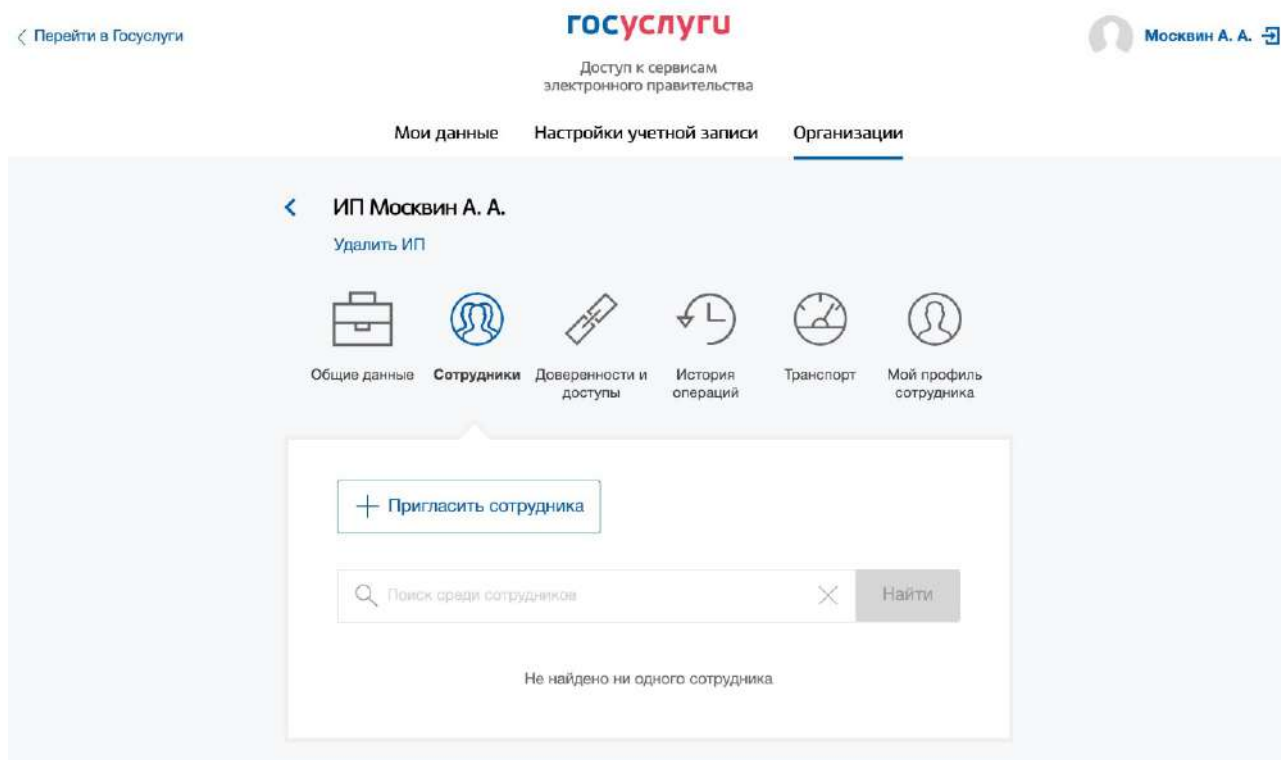 Перейти в Госуслуги
госуслуги
Москвин А. А.
Доступ к сервисам
электронного правительства
Мои данные Настройки учетной записи Организации
ИП Москвин А. А.
Удалить ИП
Общие данные Сотрудники Доверенности и доступы История операций Транспорт Мой профиль сотрудника
Пригласить сотрудника
Поиск среди сотрудников Найти
Не найдено ни одного сотрудника